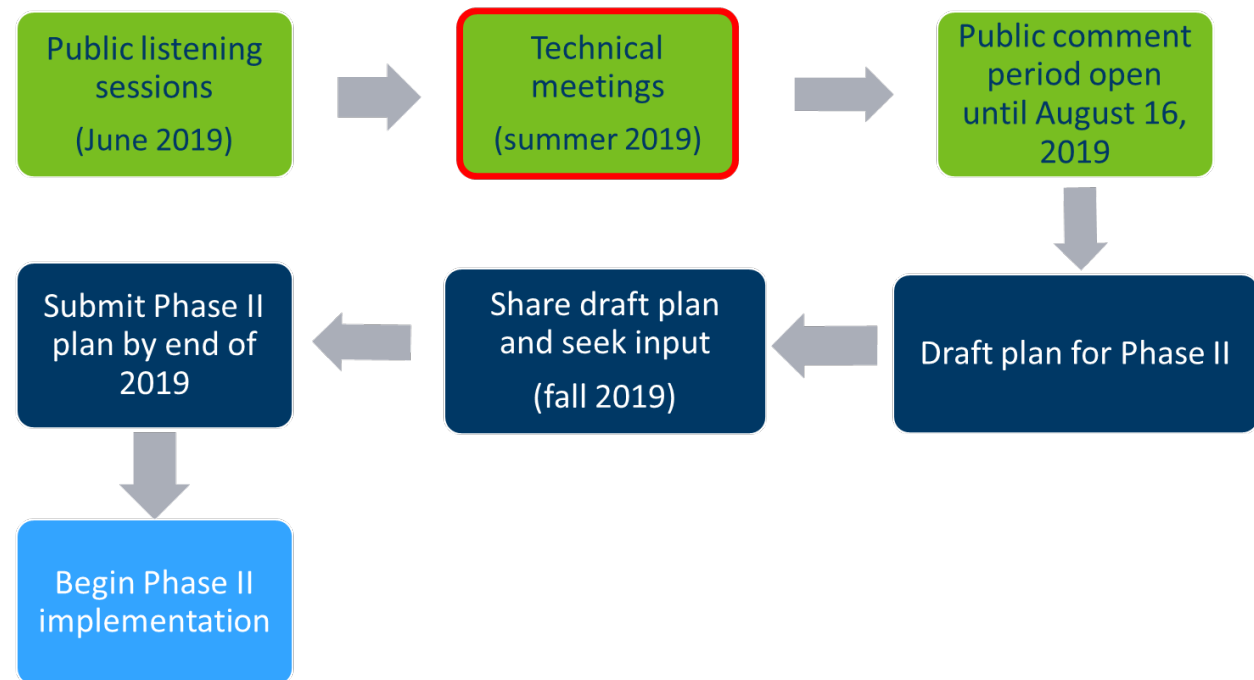 Public listening
sessions
(June 2019)
Technical
meetings
(summer 2019)
Public comment
period open
until August 16,
2019
Draft plan for Phase II
Share draft plan
and seek input
(fall 2019)
Submit Phase II
plan by end of
2019
Begin Phase II
implementation